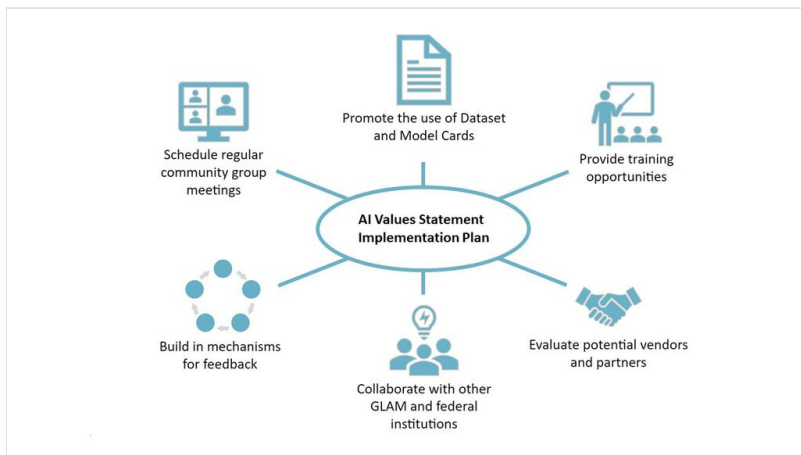 Promote the use of Dataset
and Model Cards
Schedule regular
community group
meetings
Provide training
opportunities
AI Values Statement
Implementation Plan
Build in mechanisms
for feedback
Collaborate with other
GLAM and federal
institutions
Evaluate potential vendors
and partners